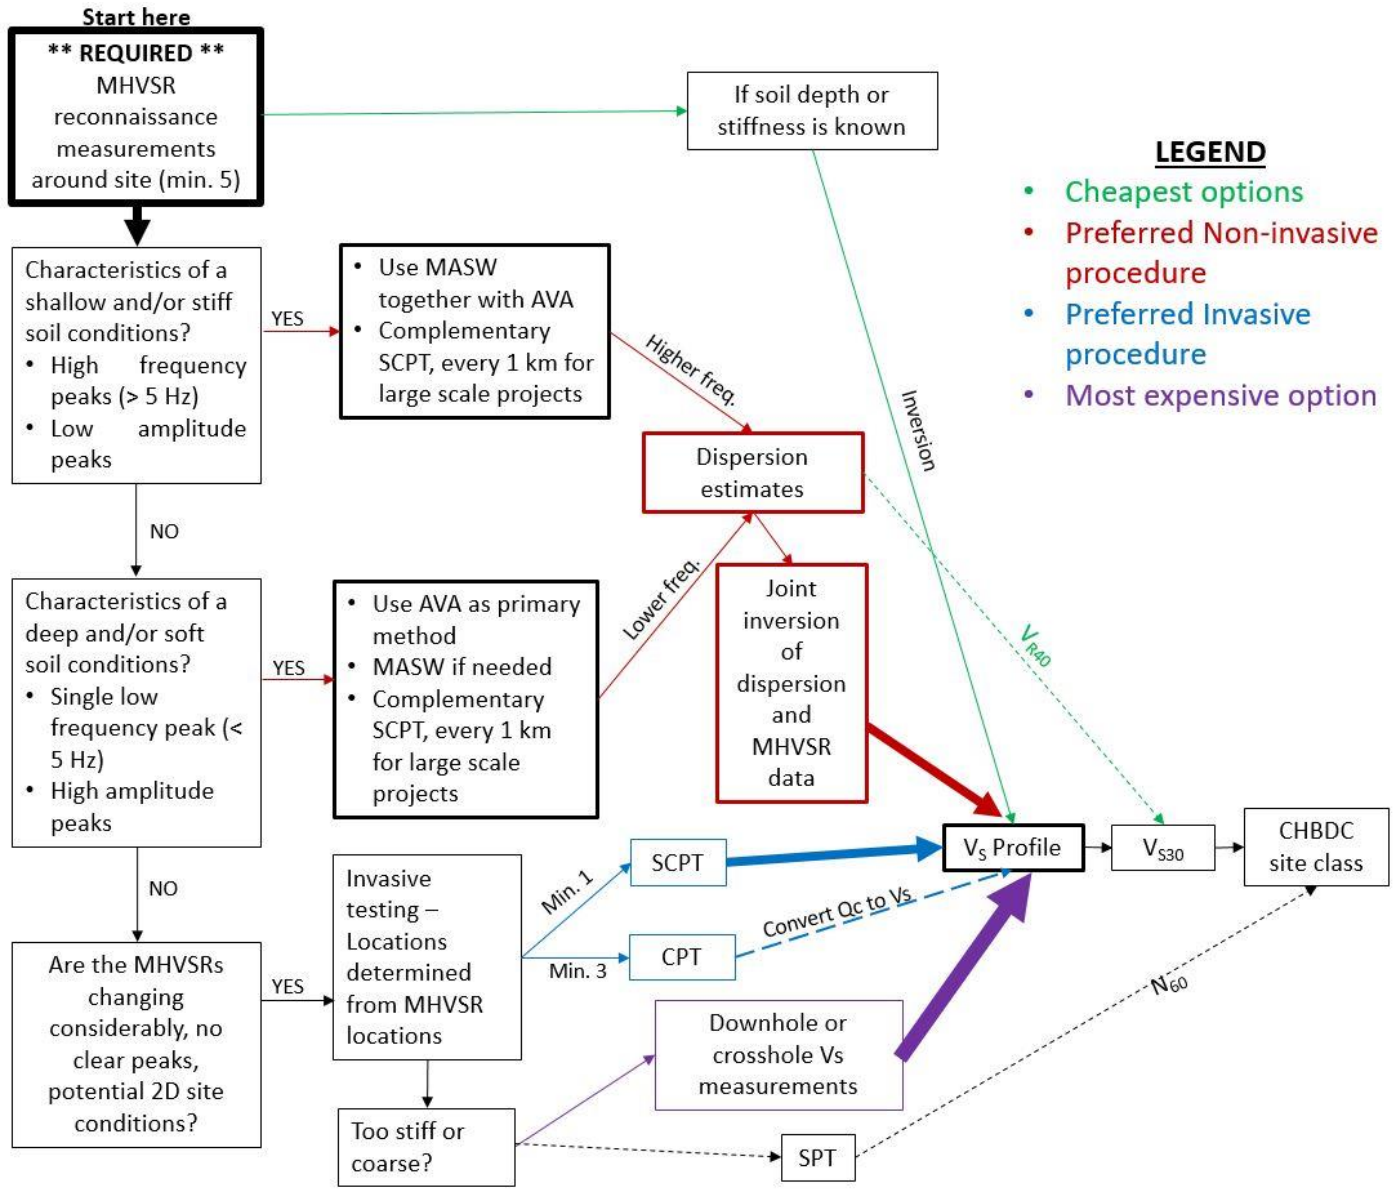 Start here
** REQUIRED **
MHVSR
reconnaissance
measurements
around site (min. 5)
If soil depth or
stiffness is known
LEGEND
• Cheapest options
• Preferred Non-invasive
procedure
• Preferred Invasive
procedure
• Most expensive option
Characteristics of a
shallow and/or stiff
soil conditions?
• High frequency
peaks (> 5 Hz)
• Low amplitude
peaks
YES
• Use MASW
together with AVA
• Complementary
SCPT, every 1 km for
large scale projects
Higher freq.
Inversion
Dispersion
estimates
NO
Characteristics of a
deep and/or soft
soil conditions?
• Single low
frequency peak (<
5 Hz)
• High amplitude
peaks
YES
• Use AVA as primary
method
• MASW if needed
• Complementary
SCPT, every 1 km
for large scale
projects
Lower freq.
Joint
inversion
of
dispersion
and
MHVSR
data
VR40
NO
Are the MHVSRs
changing
considerably, no
clear peaks,
potential 2D site
conditions?
YES
Invasive
testing –
Locations
determined
from MHVSR
locations
Min. 1
SCPT
Min. 3
CPT
Convert Qc to Vs
VS Profile
VS30
CHBDC
site class
Too stiff or
coarse?
Downhole or
crosshole Vs
measurements
SPT
N60